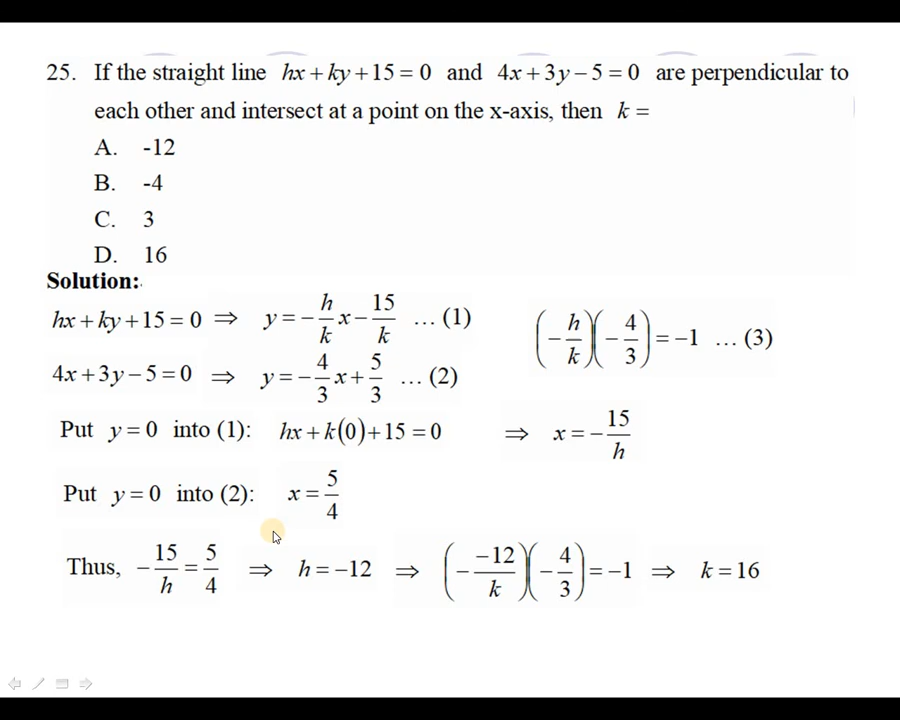 25. If the straight line hx + ky + 15 = 0 and 4x + 3y − 5 = 0 are perpendicular to
each other and intersect at a point on the x-axis, then k =
A. -12
B. -4
C. 3
D. 16
Solution:
hx + ky + 15 = 0 ⇒ y = −h/k x − 15/k … (1)
(−h/k)(−4/3) = −1 … (3)
4x + 3y − 5 = 0 ⇒ y = −4/3 x + 5/3 … (2)
Put y = 0 into (1): hx + k(0) + 15 = 0 ⇒ x = −15/h
Put y = 0 into (2): x = 5/4
Thus, −15/h = 5/4 ⇒ h = −12 ⇒ (−−12/k)(−4/3) = −1 ⇒ k = 16